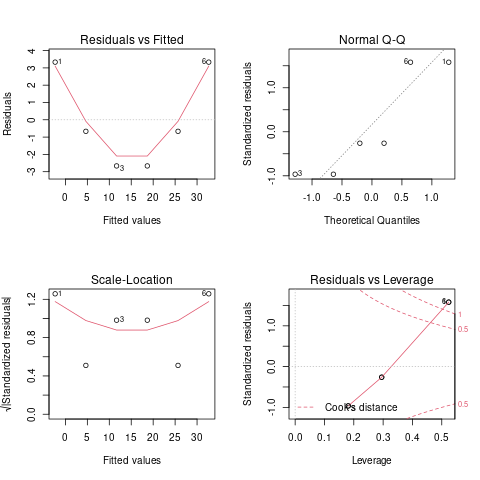 Residuals vs Fitted
Residuals
-3 -2 -1 0 1 2 3 4
1
6
3
0 5 10 15 20 25 30
Fitted values
Normal Q-Q
Standardized residuals
-1.0 0.0 1.0
6
1
3
-1.0 -0.5 0.0 0.5 1.0
Theoretical Quantiles
Scale-Location
√|Standardized residuals|
0.0 0.4 0.8 1.2
1
3
6
0 5 10 15 20 25 30
Fitted values
Residuals vs Leverage
Standardized residuals
-1.0 0.0 1.0
6
1
0.5
0.5
Cook's distance
0.0 0.1 0.2 0.3 0.4 0.5
Leverage